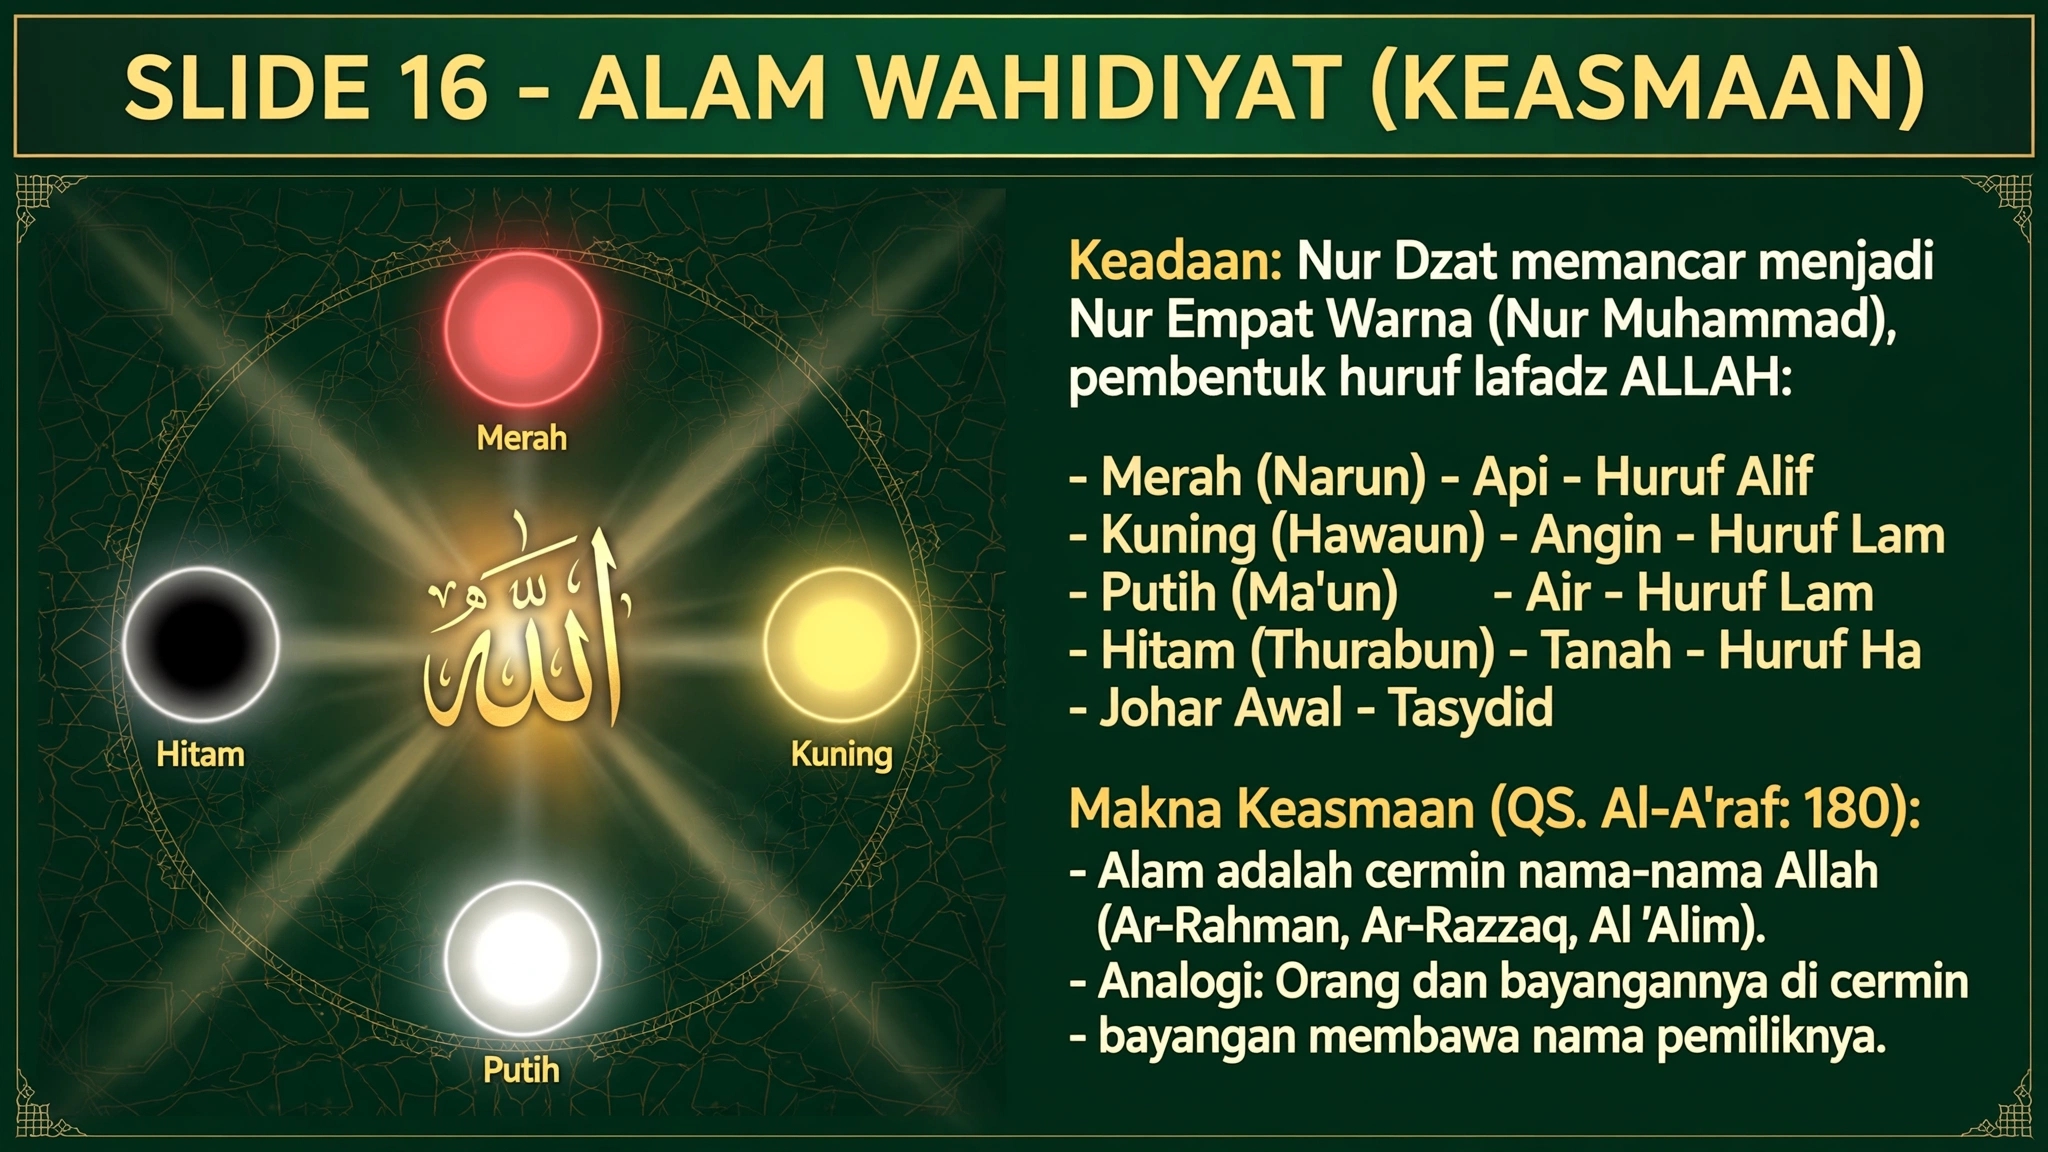 SLIDE 16 - ALAM WAHIDIYAT (KEASMAAN)
Merah
الله
Hitam
Kuning
Putih
Keadaan: Nur Dzat memancar menjadi
Nur Empat Warna (Nur Muhammad),
pembentuk huruf lafadz ALLAH:
- Merah (Narun) - Api - Huruf Alif
- Kuning (Hawaun) - Angin - Huruf Lam
- Putih (Ma'un) - Air - Huruf Lam
- Hitam (Thurabun) - Tanah - Huruf Ha
- Johar Awal - Tasydid
Makna Keasmaan (QS. Al-A'raf: 180):
- Alam adalah cermin nama-nama Allah
(Ar-Rahman, Ar-Razzaq, Al 'Alim).
- Analogi: Orang dan bayangannya di cermin
- bayangan membawa nama pemiliknya.